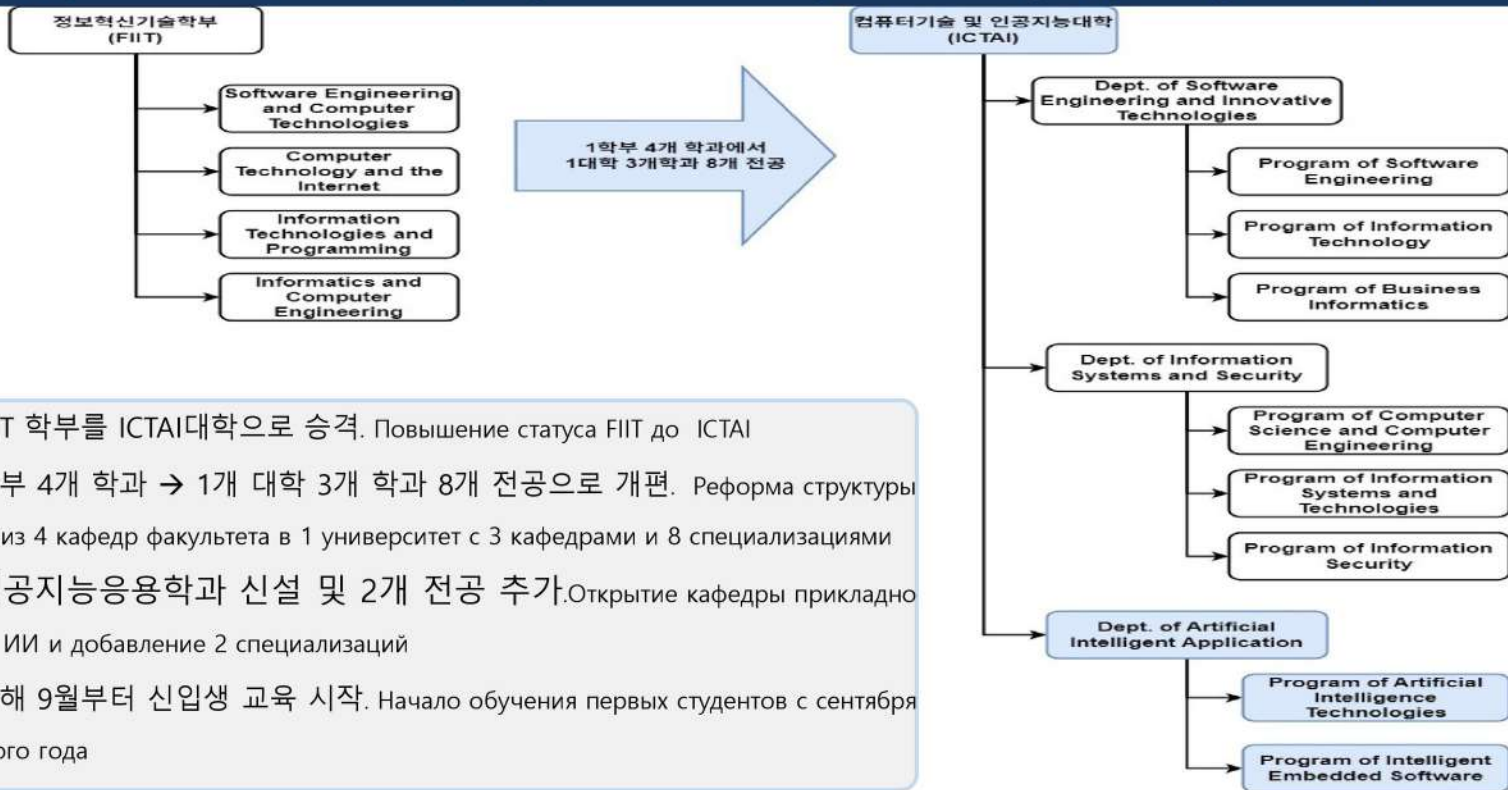 정보혁신기술학부
(FIIT)
Software Engineering
and Computer
Technologies
Computer
Technology and the
Internet
Information
Technologies and
Programming
Informatics and
Computer
Engineering
1학부 4개 학과에서
1대학 3개학과 8개 전공
컴퓨터기술 및 인공지능대학
(ICTAI)
Dept. of Software
Engineering and Innovative
Technologies
Program of Software
Engineering
Program of Information
Technology
Program of Business
Informatics
Dept. of Information
Systems and Security
Program of Computer
Science and Computer
Engineering
Program of Information
Systems and
Technologies
Program of Information
Security
Dept. of Artificial
Intelligent Application
Program of Artificial
Intelligence
Technologies
Program of Intelligent
Embedded Software
T 학부를 ICTAI대학으로 승격. Повышение статуса FIIT до ICTAI
부 4개 학과 → 1개 대학 3개 학과 8개 전공으로 개편. Реформа структуры
из 4 кафедр факультета в 1 университет с 3 кафедрами и 8 специализациями
공지능응용학과 신설 및 2개 전공 추가.Открытие кафедры прикладно
ИИ и добавление 2 специализаций
해 9월부터 신입생 교육 시작. Начало обучения первых студентов с сентября
ого года